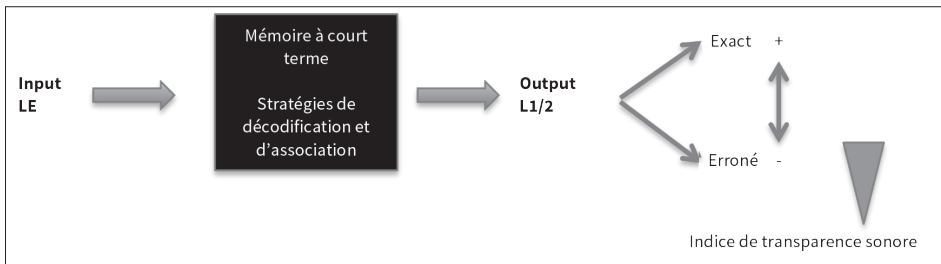 Input
LE
Mémoire à court
terme
Stratégies de
décodification et
d'association
Output
L1/2
Exact +
Erroné -
Indice de transparence sonore